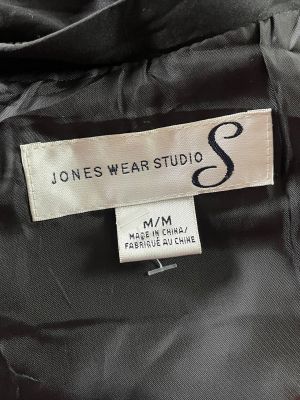 JONES WEAR STUDIO S
M/M
MADE IN CHINA/
FABRIQUÉ AU CHINE